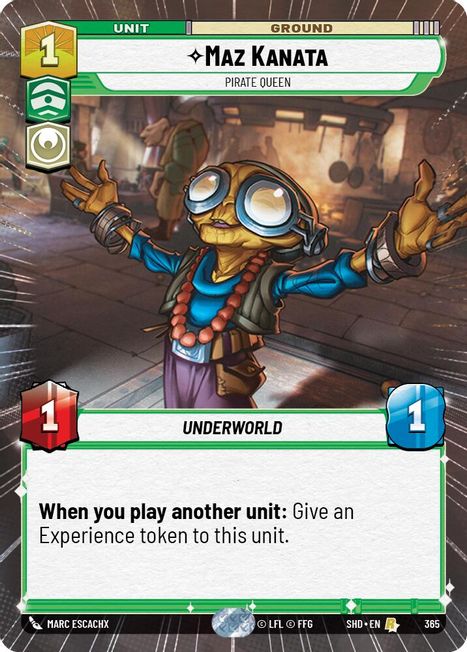 UNIT GROUND
1
✧MAZ KANATA
PIRATE QUEEN
1 UNDERWORLD 1
When you play another unit: Give an
Experience token to this unit.
MARC ESCACHX © LFL © FFG SHD•EN R 365